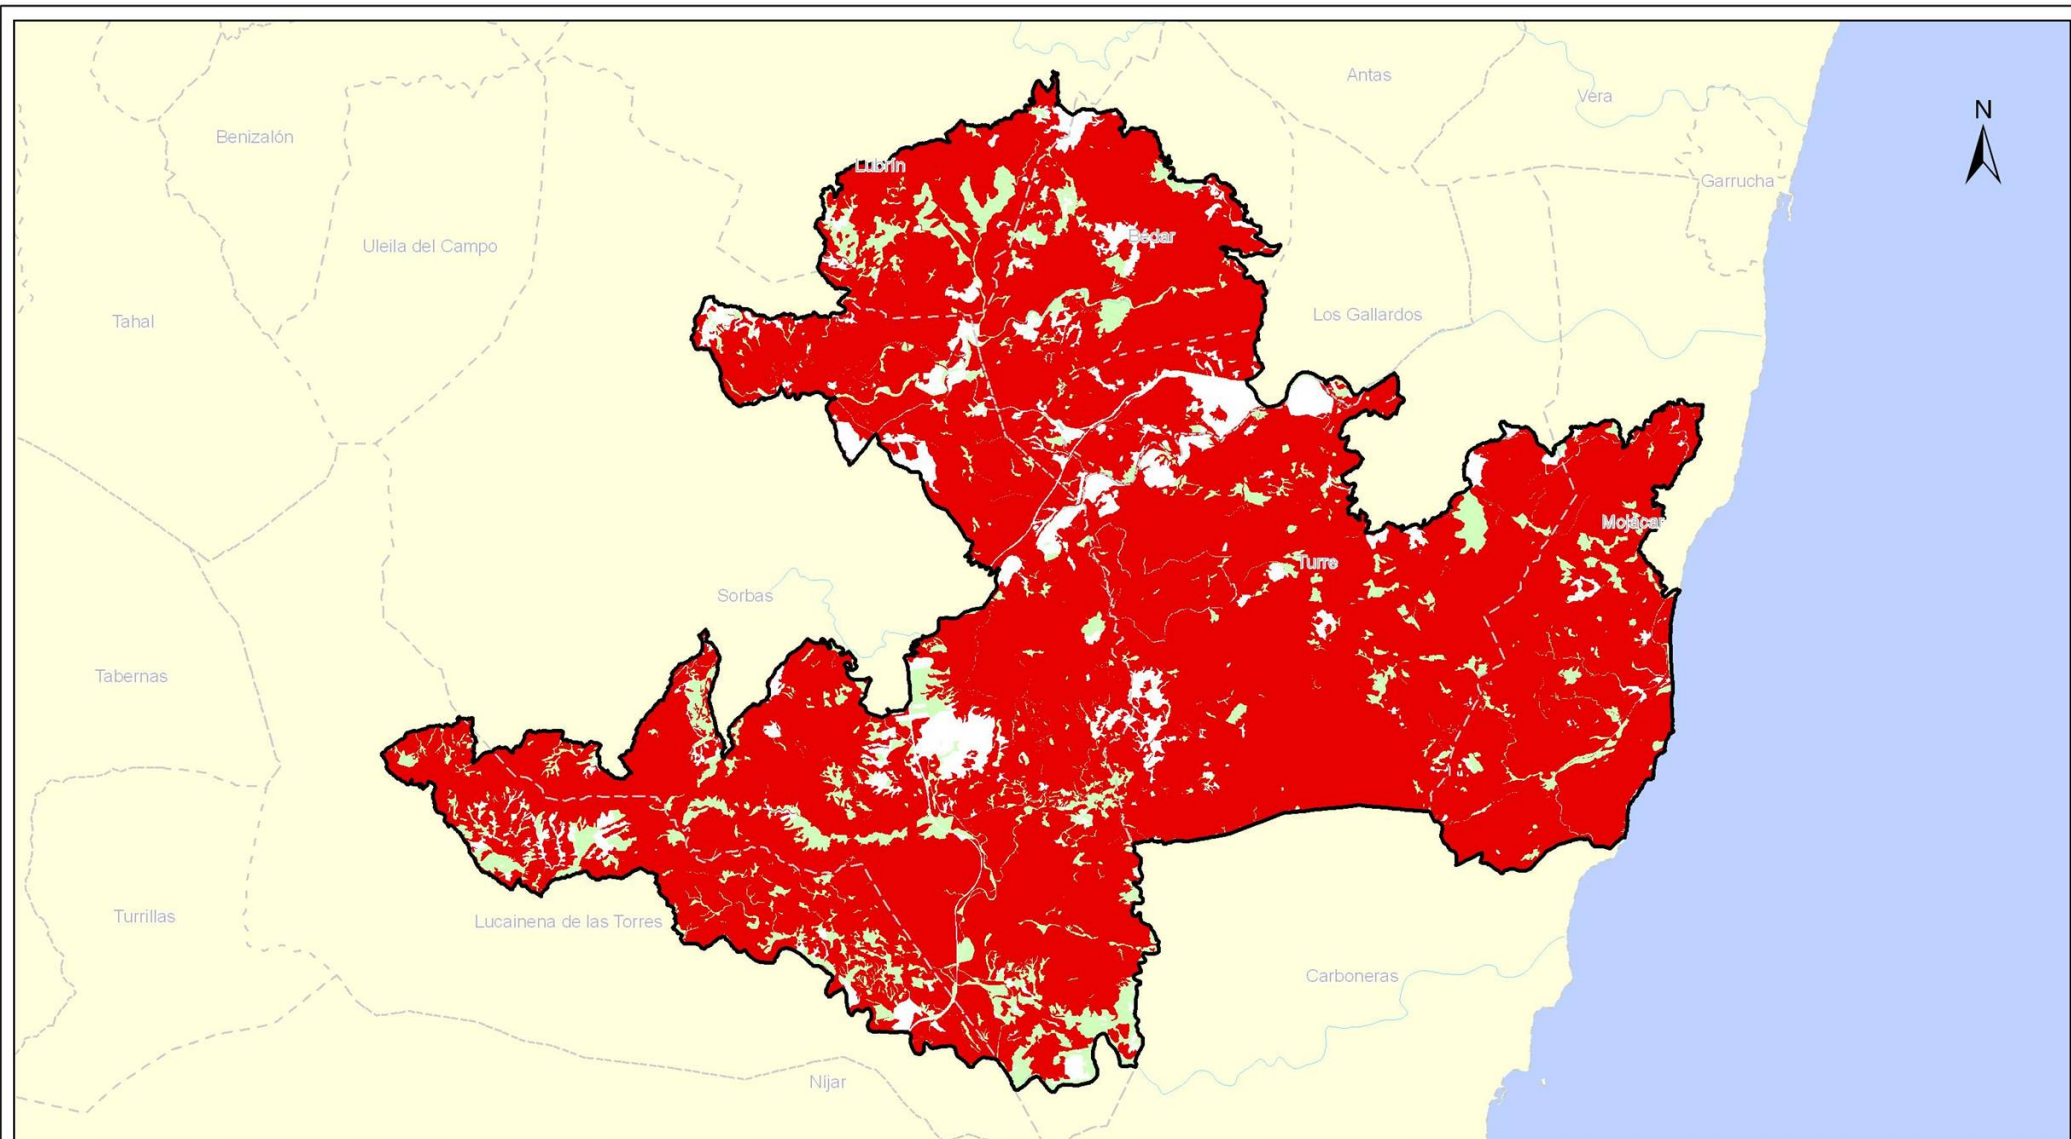 Antas
Vera
N
Benizalón
Lubrín
Garrucha
Bédar
Uleila del Campo
Los Gallardos
Tahal
Mojácar
Turre
Sorbas
Tabernas
Turrillas
Lucainena de las Torres
Carboneras
Níjar